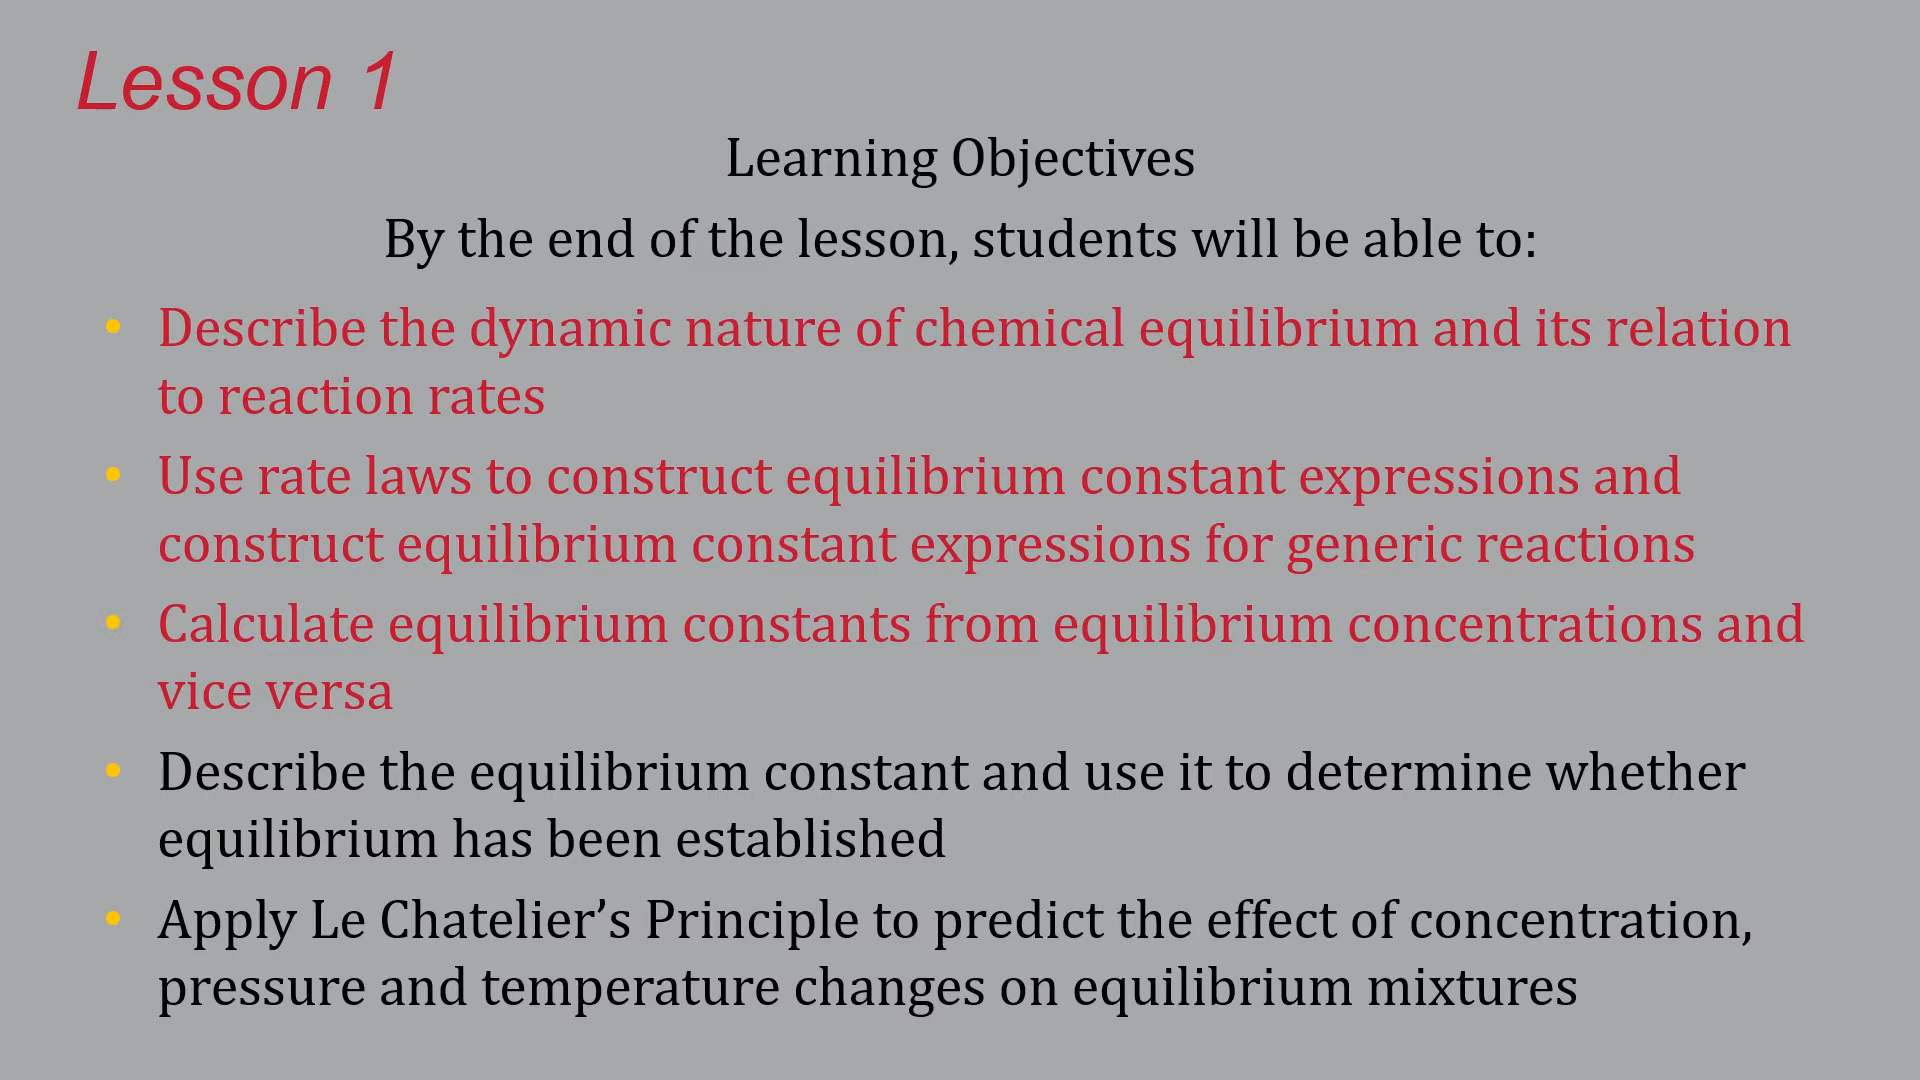 Lesson 1
Learning Objectives
By the end of the lesson, students will be able to:
• Describe the dynamic nature of chemical equilibrium and its relation
to reaction rates
• Use rate laws to construct equilibrium constant expressions and
construct equilibrium constant expressions for generic reactions
• Calculate equilibrium constants from equilibrium concentrations and
vice versa
• Describe the equilibrium constant and use it to determine whether
equilibrium has been established
• Apply Le Chatelier’s Principle to predict the effect of concentration,
pressure and temperature changes on equilibrium mixtures